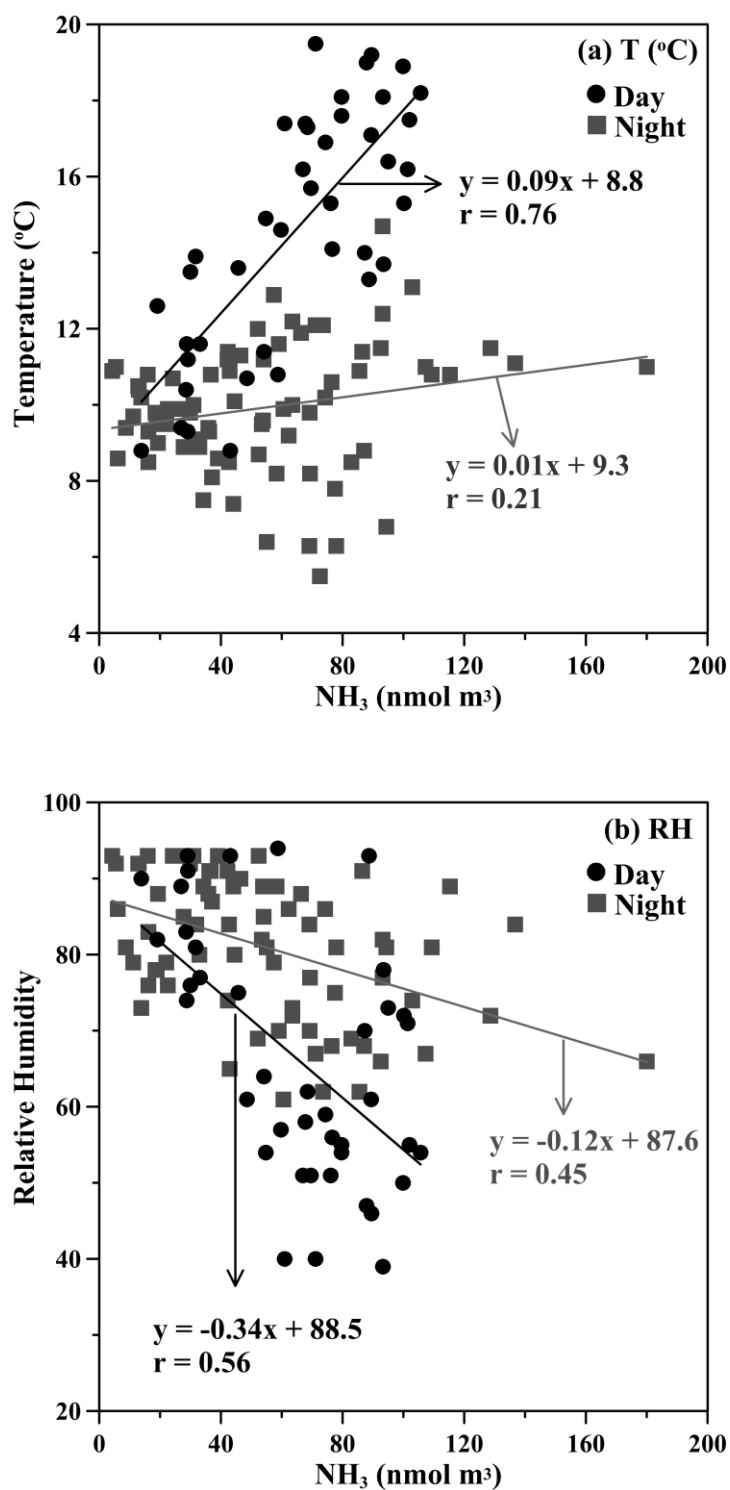 20
16
12
8
4
Temperature (°C)
(a) T (°C)
Day
Night
y = 0.09x + 8.8
r = 0.76
y = 0.01x + 9.3
r = 0.21
0 40 80 120 160 200
NH₃ (nmol m³)
100
80
60
40
20
Relative Humidity
(b) RH
Day
Night
y = -0.12x + 87.6
r = 0.45
y = -0.34x + 88.5
r = 0.56
0 40 80 120 160 200
NH₃ (nmol m³)